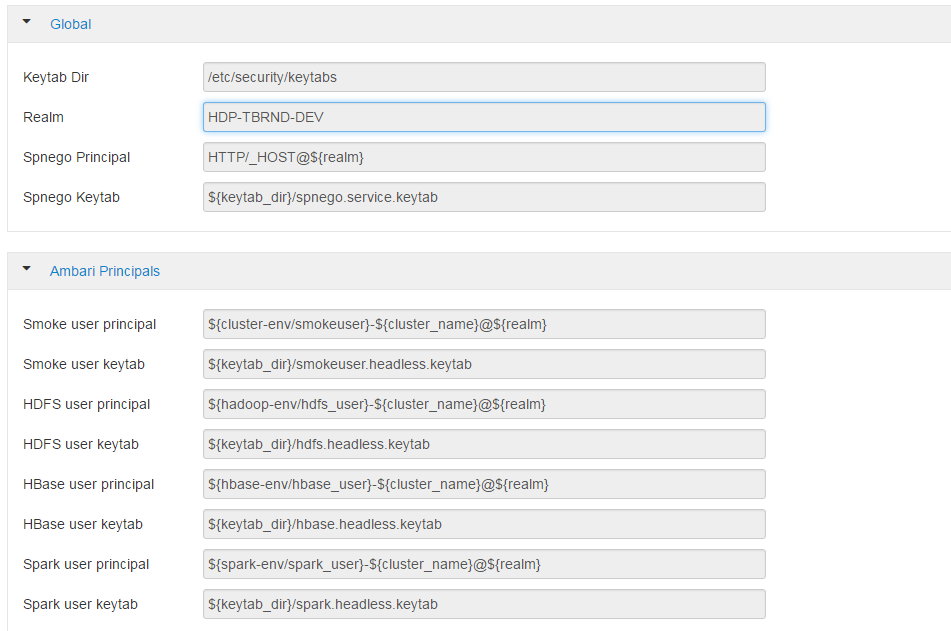 Global
Keytab Dir /etc/security/keytabs
Realm HDP-TBRND-DEV
Spnego Principal HTTP/_HOST@${realm}
Spnego Keytab ${keytab_dir}/spnego.service.keytab
Ambari Principals
Smoke user principal ${cluster-env/smokeuser}-${cluster_name}@${realm}
Smoke user keytab ${keytab_dir}/smokeuser.headless.keytab
HDFS user principal ${hadoop-env/hdfs_user}-${cluster_name}@${realm}
HDFS user keytab ${keytab_dir}/hdfs.headless.keytab
HBase user principal ${hbase-env/hbase_user}-${cluster_name}@${realm}
HBase user keytab ${keytab_dir}/hbase.headless.keytab
Spark user principal ${spark-env/spark_user}-${cluster_name}@${realm}
Spark user keytab ${keytab_dir}/spark.headless.keytab